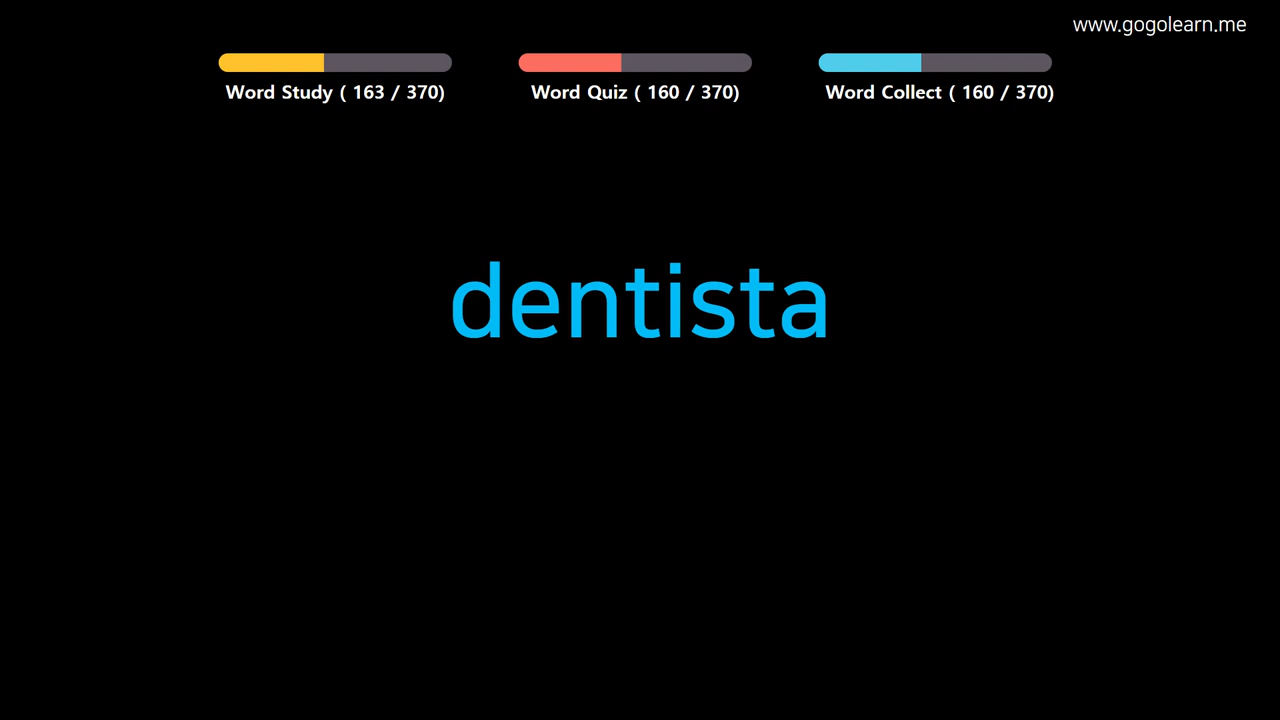 www.gogolearn.me
Word Study ( 163 / 370)
Word Quiz ( 160 / 370)
Word Collect ( 160 / 370)
dentista